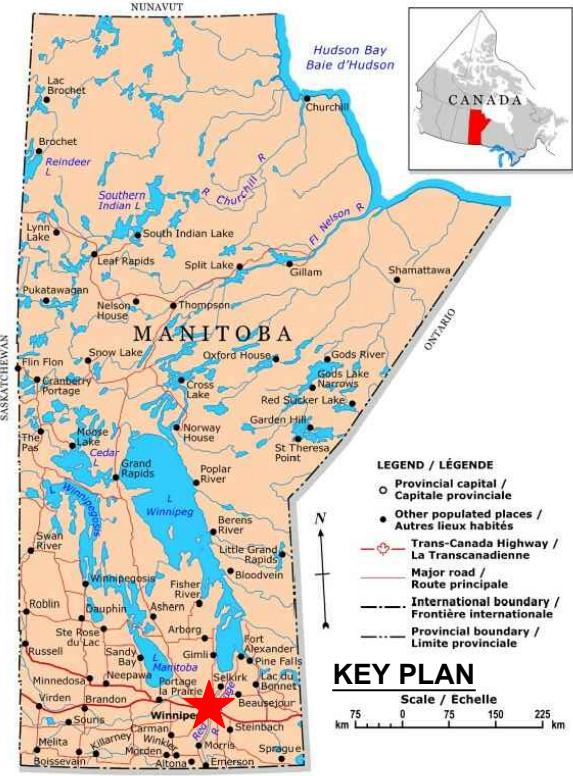 NUNAVUT
Hudson Bay
Baie d'Hudson
CANADA
Lac
Brochet
Churchill
Brochet
Reindeer
L
R Churchill R
Southern
Indian L
Fl Nelson R
Lynn
Lake
South Indian Lake
Leaf Rapids
Split Lake
Gillam
Shamattawa
Pukatawagan
Nelson
House
Thompson
MANITOBA
ONTARIO
SASKATCHEWAN
Snow Lake
Oxford House
Gods River
Flin Flon
Cranberry
Portage
Cross
Lake
Gods Lake
Narrows
Red Sucker Lake
The
Pas
Moose
Lake
Norway
House
Garden Hill
St Theresa
Point
Cedar
L
Grand
Rapids
Poplar
River
L Winnipegosis
L
Winnipeg
LEGEND / LÉGENDE
Provincial capital /
Capitale provinciale
Other populated places /
Autres lieux habités
Trans-Canada Highway /
La Transcanadienne
Major road /
Route principale
International boundary /
Frontière internationale
Provincial boundary /
Limite provinciale
N
Swan
River
Berens
River
Little Grand
Rapids
Bloodvein
Winnipegosis
Fisher
River
Roblin
Dauphin
Ashern
Ste Rose
du Lac
Arborg
Russell
Sandy
Bay
L
Manitoba
Gimli
Fort
Alexander
Pine Falls
Minnedosa
Neepawa
Portage
la Prairie
Selkirk
Lac du
Bonnet
Beausejour
Virden
Brandon
Winnipe
Souris
Carman
Steinbach
Red
R
Melita
Killarney
Winkler
Morris
Boissevain
Morden
Altona
Emerson
Sprague
KEY PLAN
Scale / Echelle
75 0 75 150 225
km km